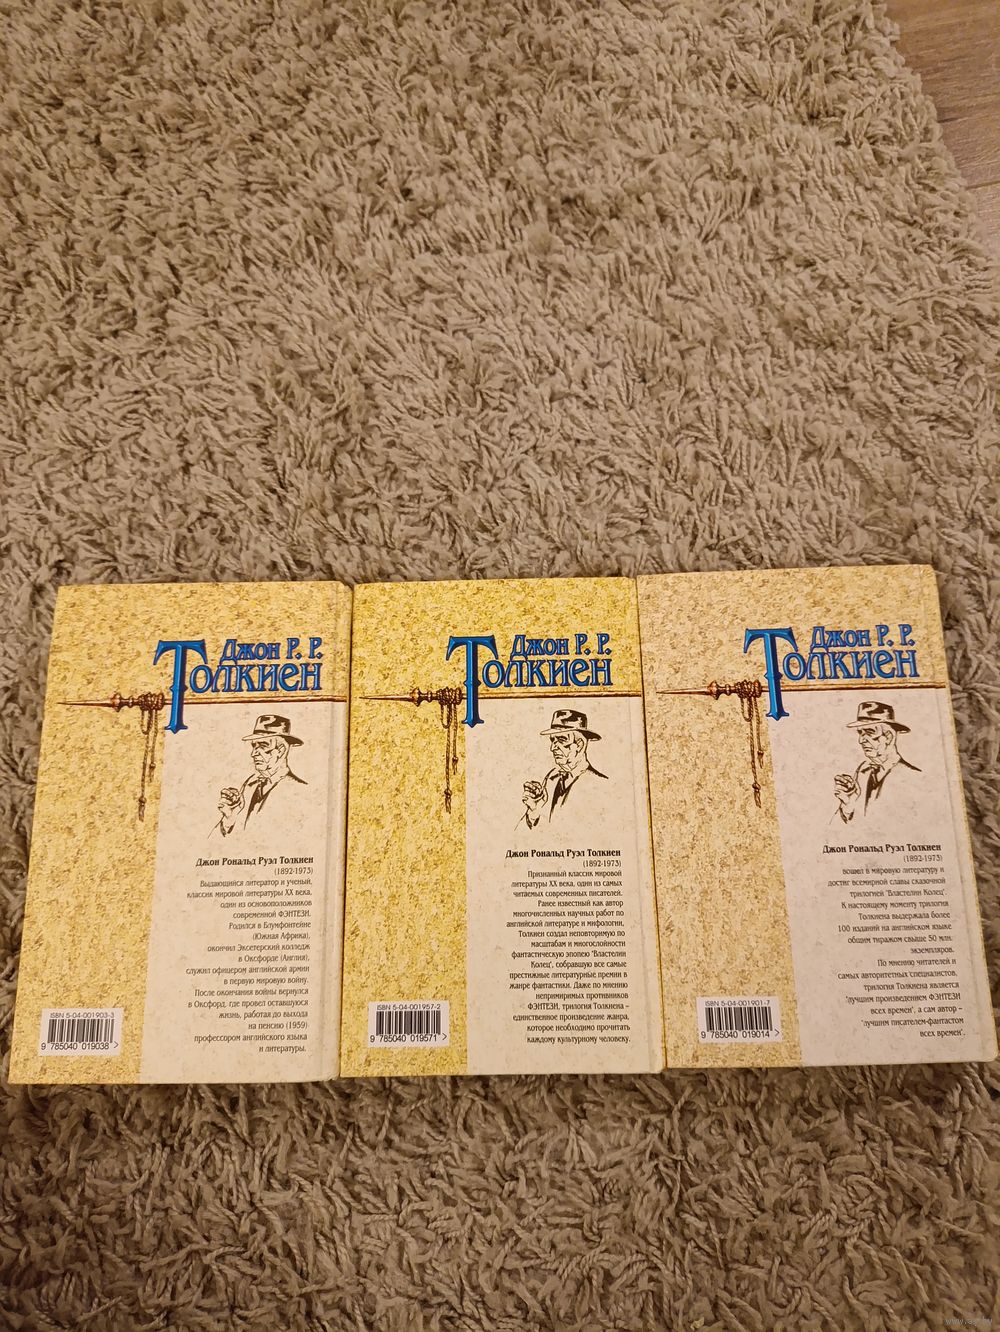 Джон Р. Р.
Толкиен
Джон Рональд Руэл Толкиен
(1892-1973)
Выдающийся литератор и ученый,
классик мировой литературы XX века,
один из основоположников
современной ФЭНТЕЗИ.
Родился в Блумфонтейне
(Южная Африка),
окончил Эксетерский колледж
в Оксфорде (Англия),
служил офицером английской армии
в первую мировую войну.
После окончания войны вернулся
в Оксфорд, где провел оставшуюся
жизнь, работая до выхода
на пенсию (1959)
профессором английского языка
и литературы.
ISBN 5-04-001903-3
9 785040 019038 >
Джон Р. Р.
Толкиен
Джон Рональд Руэл Толкиен
(1892-1973)
Признанный классик мировой
литературы XX века, один из самых
читаемых современных писателей.
Ранее известный как автор
многочисленных научных работ по
английской литературе и мифологии,
Толкиен создал неповторимую по
масштабам и многослойности
фантастическую эпопею 'Властелин
Колец', собравшую все самые
престижные литературные премии в
жанре фантастики. Даже по мнению
непримиримых противников
ФЭНТЕЗИ, трилогия Толкиена –
единственное произведение жанра,
которое необходимо прочитать
каждому культурному человеку.
ISBN 5-04-001957-2
9 785040 019571 >
Джон Р. Р.
Толкиен
Джон Рональд Руэл Толкиен
(1892-1973)
вошел в мировую литературу и
достиг всемирной славы сказочной
трилогией 'Властелин Колец'.
К настоящему моменту трилогия
Толкиена выдержала более
100 изданий на английском языке
общим тиражом свыше 50 млн.
экземпляров.
По мнению читателей и
самых авторитетных специалистов,
трилогия Толкиена является
'лучшим произведением ФЭНТЕЗИ
всех времен', а сам автор –
'лучшим писателем-фантастом
всех времен'.
ISBN 5-04-001901-7
9 785040 019014 >